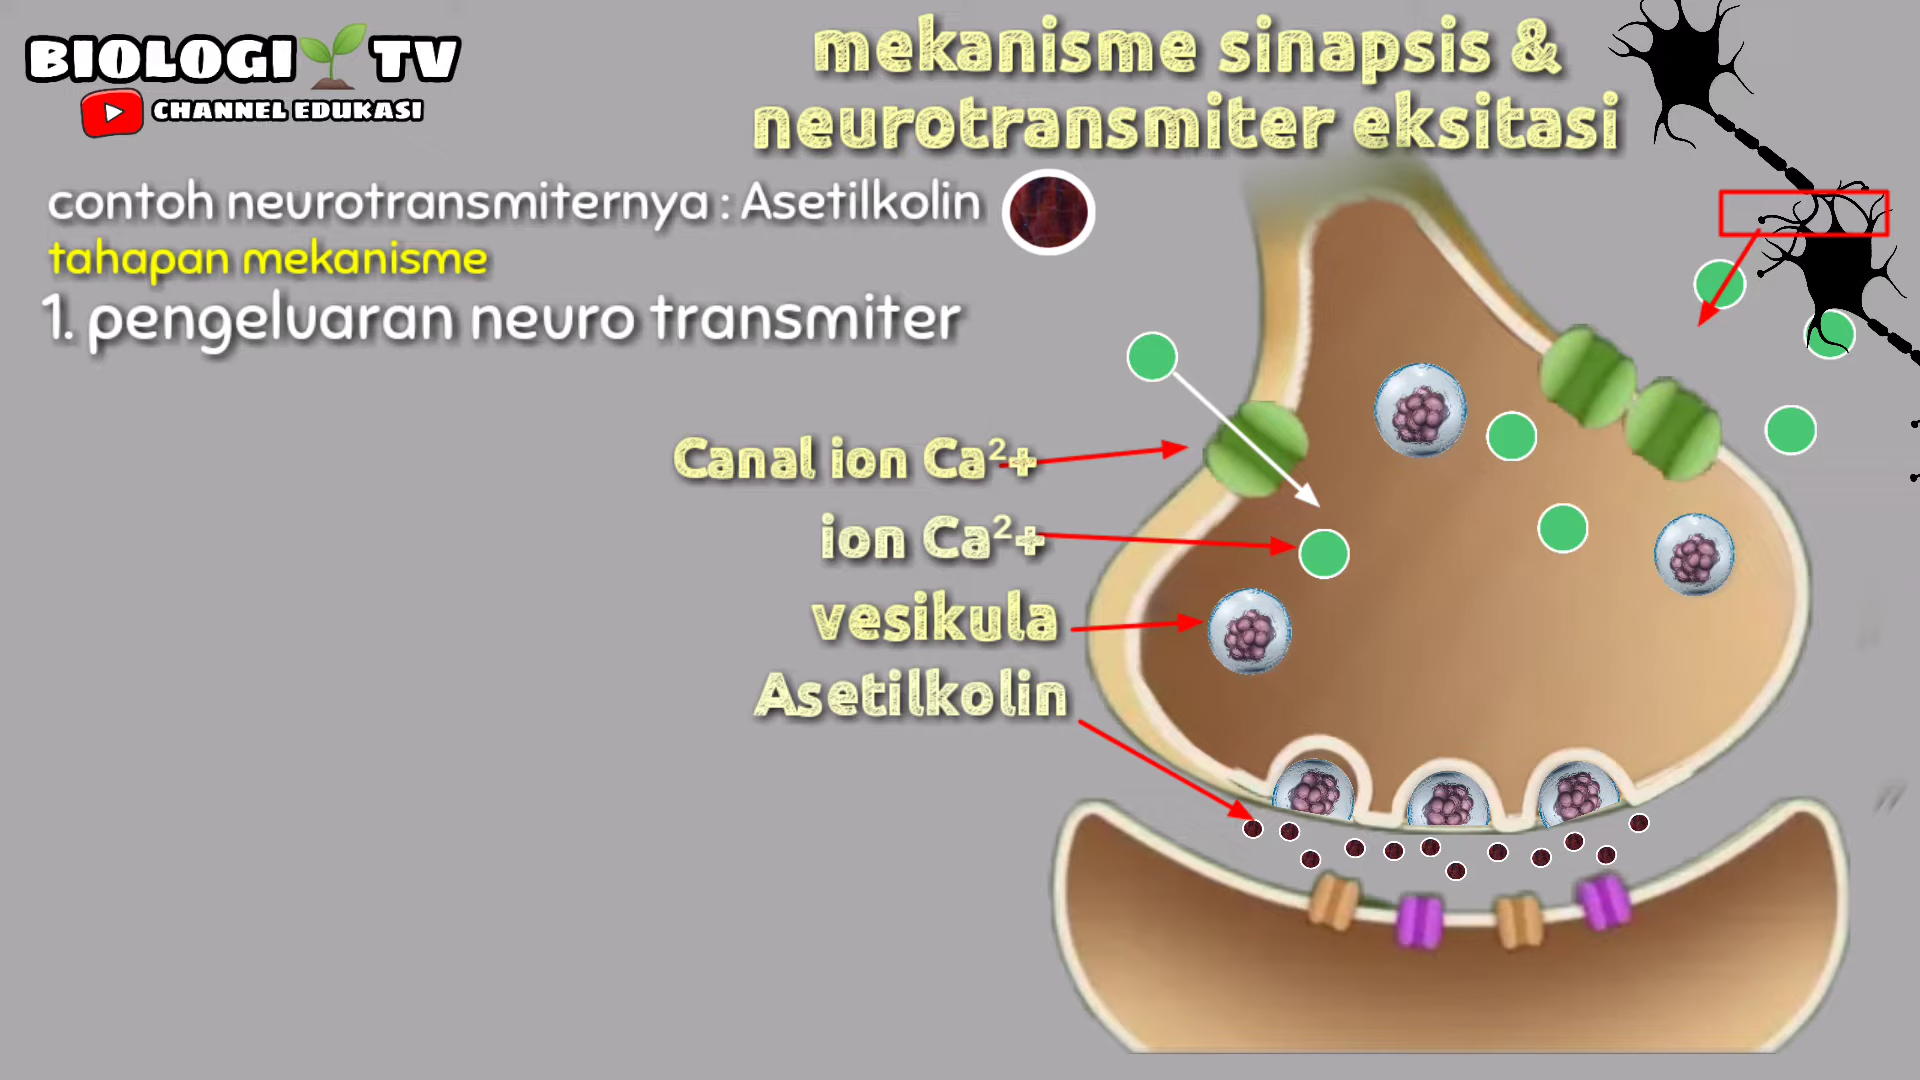 BIOLOGI TV
CHANNEL EDUKASI
mekanisme sinapsis &
neurotransmiter eksitasi
contoh neurotransmiternya : Asetilkolin
tahapan mekanisme
1. pengeluaran neuro transmiter
Canal ion Ca²+
ion Ca²+
vesikula
Asetilkolin